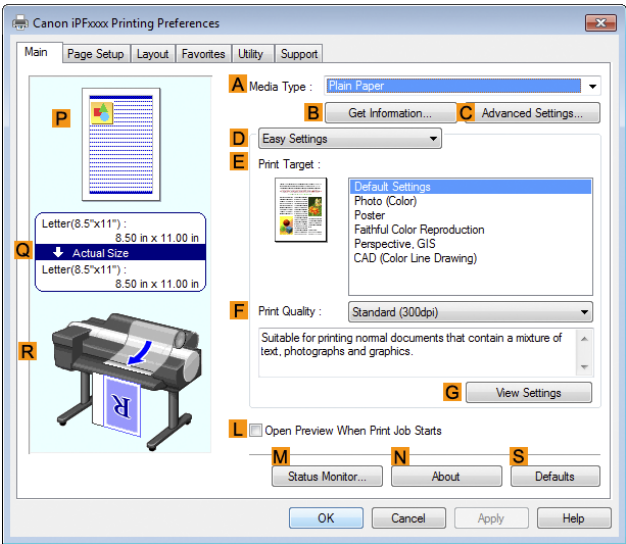 Canon iPFxxxx Printing Preferences
Main Page Setup Layout Favorites Utility Support
A Media Type : Plain Paper
B Get Information... C Advanced Settings...
D Easy Settings
E Print Target :
Default Settings
Photo (Color)
Poster
Faithful Color Reproduction
Perspective, GIS
CAD (Color Line Drawing)
P
Letter(8.5"x11") :
8.50 in x 11.00 in
Q Actual Size
Letter(8.5"x11") :
8.50 in x 11.00 in
F Print Quality : Standard (300dpi)
Suitable for printing normal documents that contain a mixture of
text, photographs and graphics.
R
R
G View Settings
L Open Preview When Print Job Starts
M Status Monitor... N About S Defaults
OK Cancel Apply Help